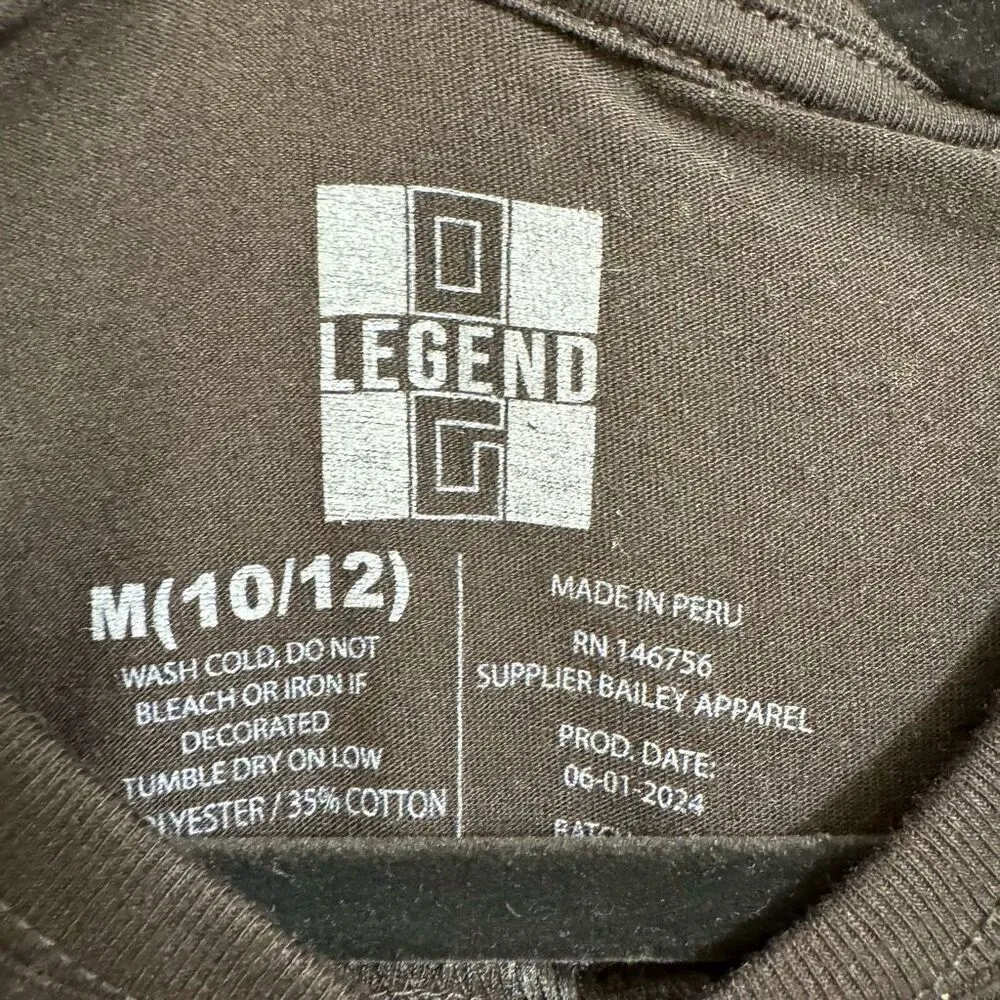 O
LEGEND
G
M(10/12)
WASH COLD, DO NOT
BLEACH OR IRON IF
DECORATED
TUMBLE DRY ON LOW
/ 35% COTTON
MADE IN PERU
RN 146756
SUPPLIER BAILEY APPAREL
PROD. DATE:
06-01-2024